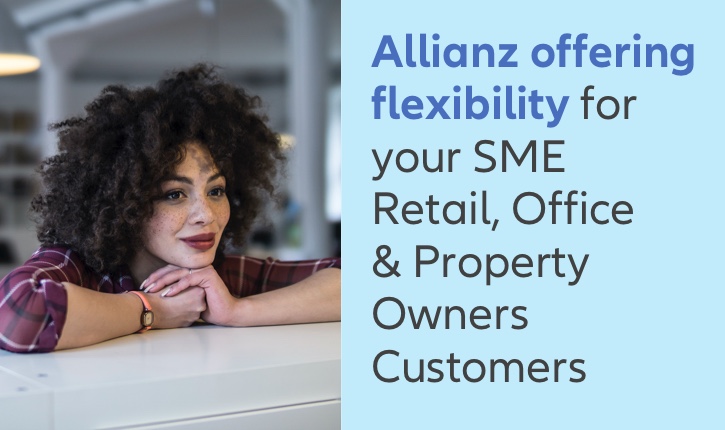 Allianz offering
flexibility for
your SME
Retail, Office
& Property
Owners
Customers